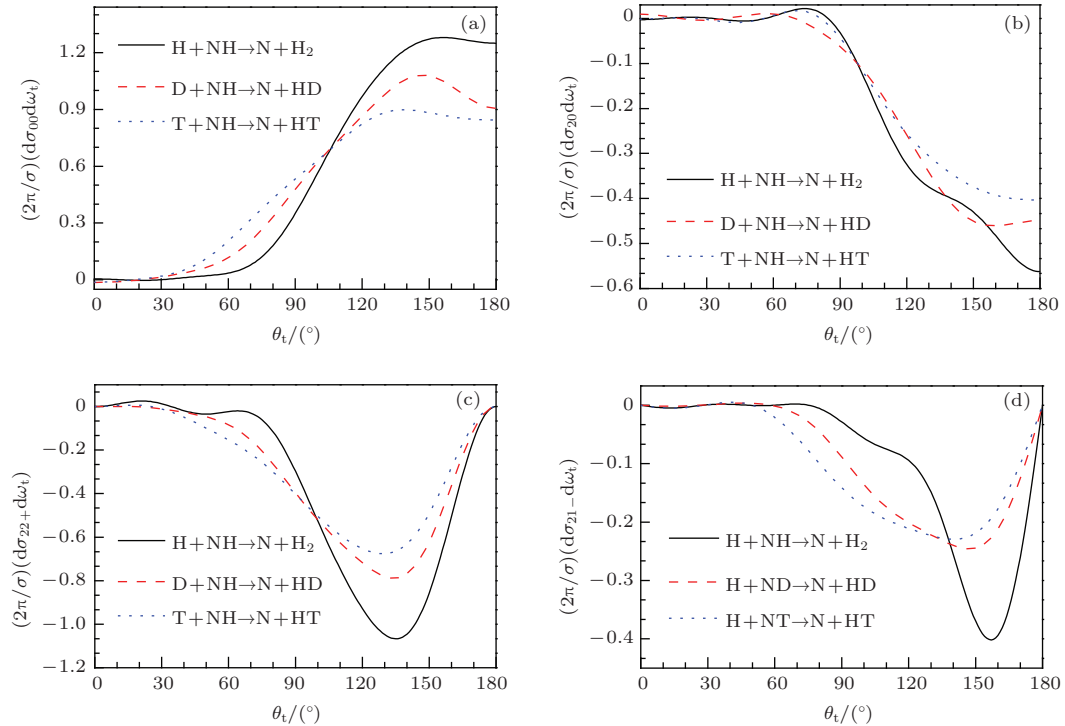 (a)
(2π/σ)(dσ₀₀dωₜ)
1.2
0.9
0.6
0.3
0
H+NH→N+H₂
D+NH→N+HD
T+NH→N+HT
0 30 60 90 120 150 180
θₜ/(°)
(b)
(2π/σ)(dσ₂₀dωₜ)
0
−0.1
−0.2
−0.3
−0.4
−0.5
−0.6
H+NH→N+H₂
D+NH→N+HD
T+NH→N+HT
0 30 60 90 120 150 180
θₜ/(°)
(c)
(2π/σ)(dσ₂₂₊dωₜ)
0
−0.2
−0.4
−0.6
−0.8
−1.0
−1.2
H+NH→N+H₂
D+NH→N+HD
T+NH→N+HT
0 30 60 90 120 150 180
θₜ/(°)
(d)
(2π/σ)(dσ₂₁₋dωₜ)
0
−0.1
−0.2
−0.3
−0.4
H+NH→N+H₂
H+ND→N+HD
H+NT→N+HT
0 30 60 90 120 150 180
θₜ/(°)